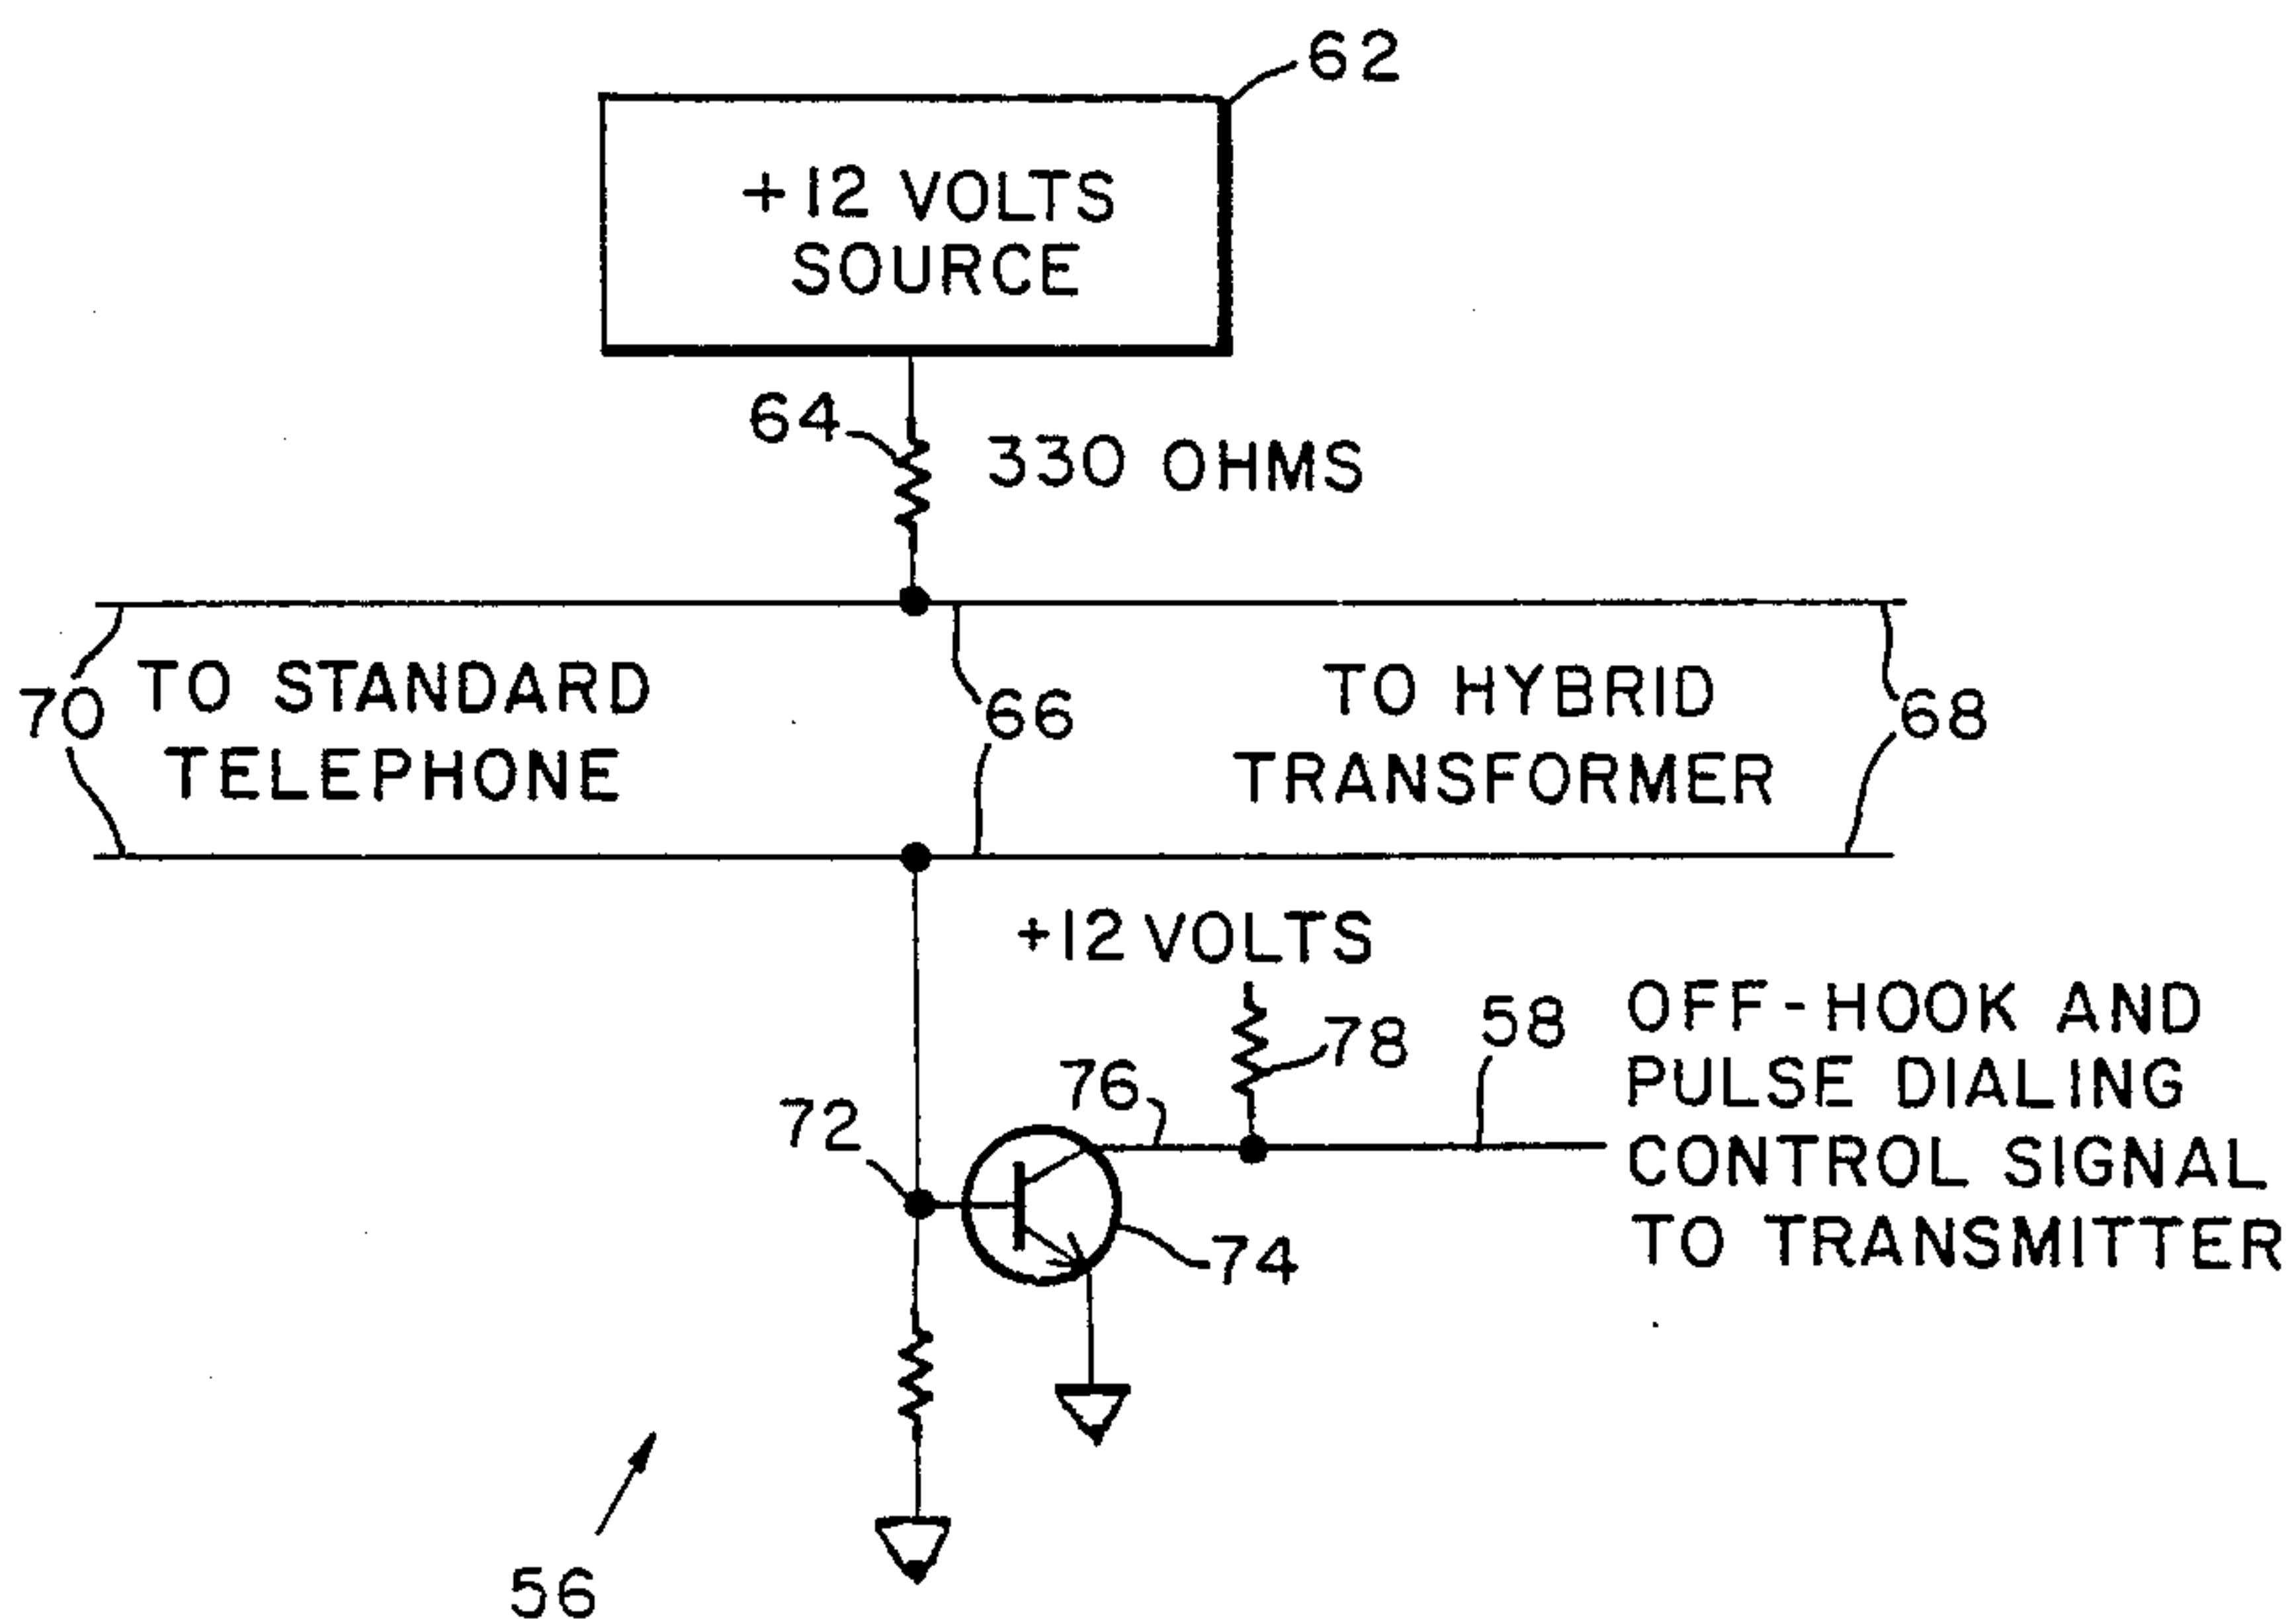 62
+12 VOLTS
SOURCE
64
330 OHMS
70
TO STANDARD
TELEPHONE
66
TO HYBRID
TRANSFORMER
68
+12 VOLTS
78
58
OFF-HOOK AND
PULSE DIALING
CONTROL SIGNAL
TO TRANSMITTER
76
72
74
56